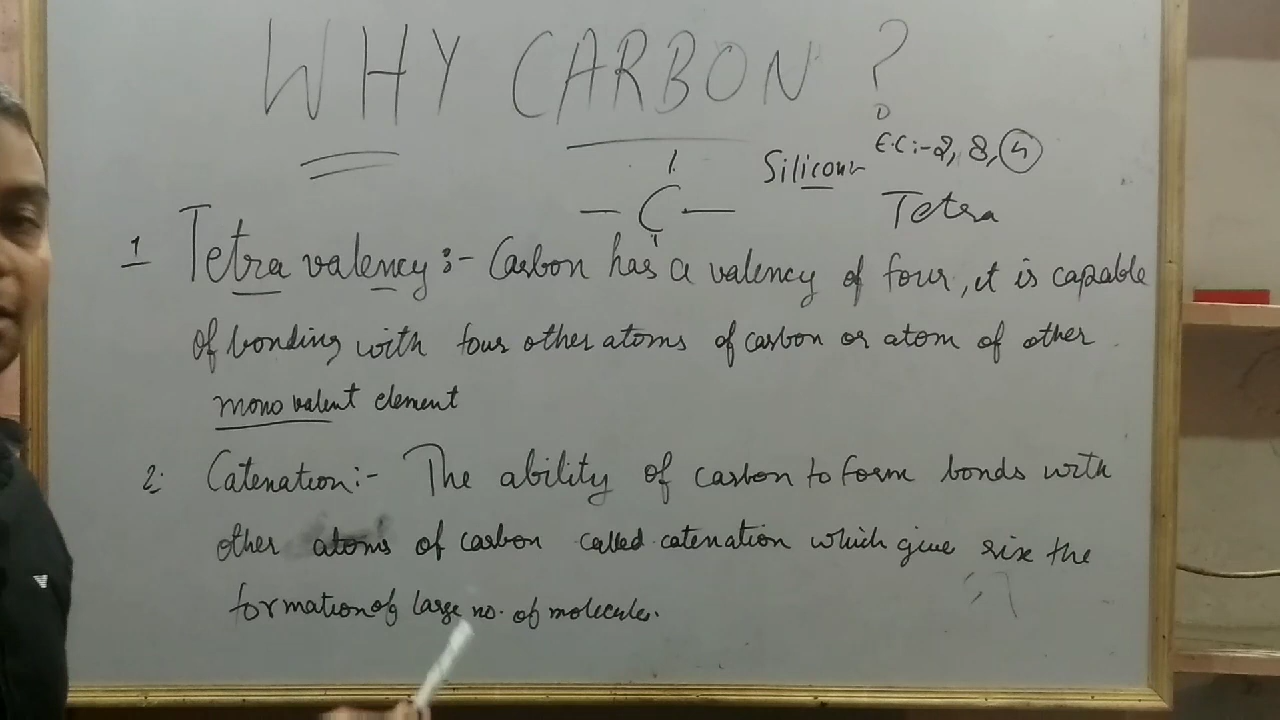 WHY CARBON ?
Silicon E.C:- 2, 8, 4
- C - Tetra
1 Tetra valency :- Carbon has a valency of four, it is capable
of bonding with four other atoms of carbon or atom of other
mono valent element
2. Catenation :- The ability of carbon to form bonds with
other atoms of carbon called catenation which give rise the
formation of large no. of molecule.